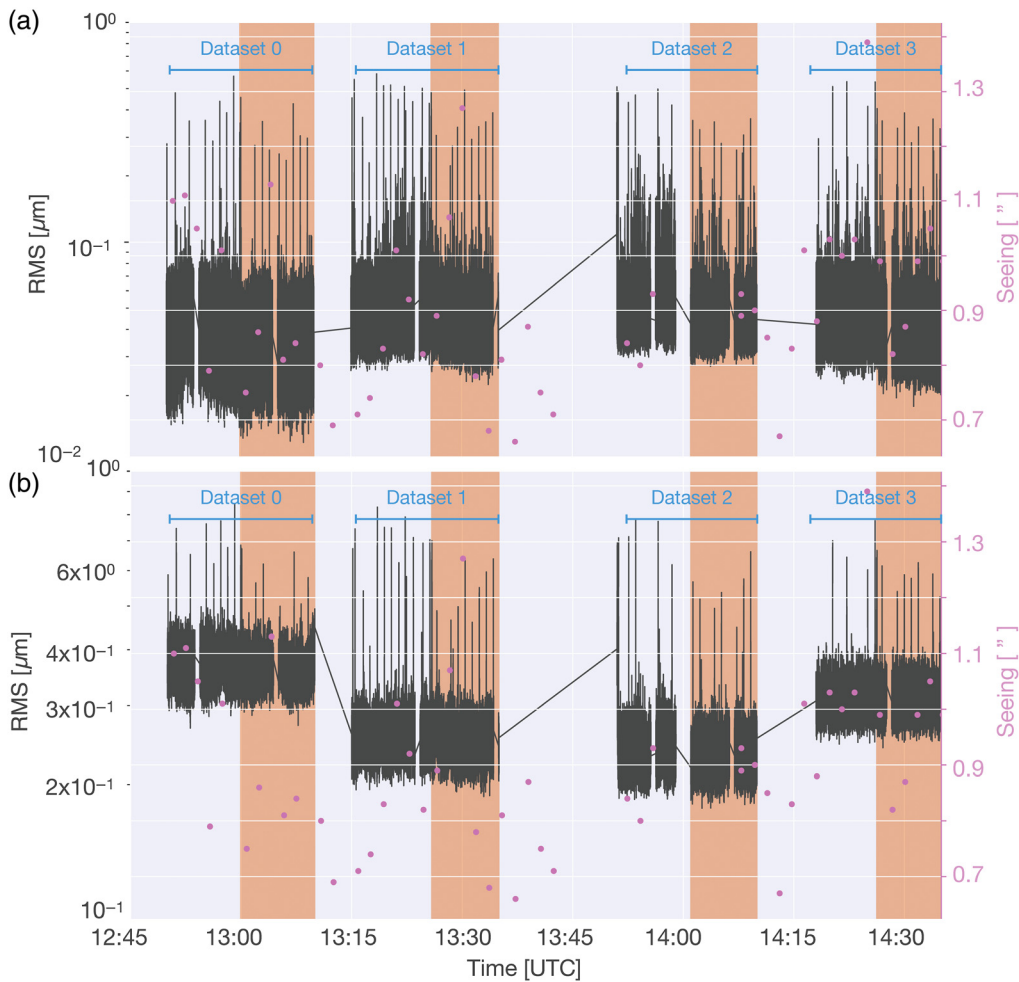 (a)
10⁰
Dataset 0 Dataset 1 Dataset 2 Dataset 3
1.3
1.1
RMS [µm]
10⁻¹
Seeing [ ” ]
0.9
0.7
10⁻²
(b)
10⁰
Dataset 0 Dataset 1 Dataset 2 Dataset 3
1.3
6x10⁰
1.1
RMS [µm]
4x10⁻¹
Seeing [ ” ]
3x10⁻¹
0.9
2x10⁻¹
0.7
10⁻¹
12:45 13:00 13:15 13:30 13:45 14:00 14:15 14:30
Time [UTC]